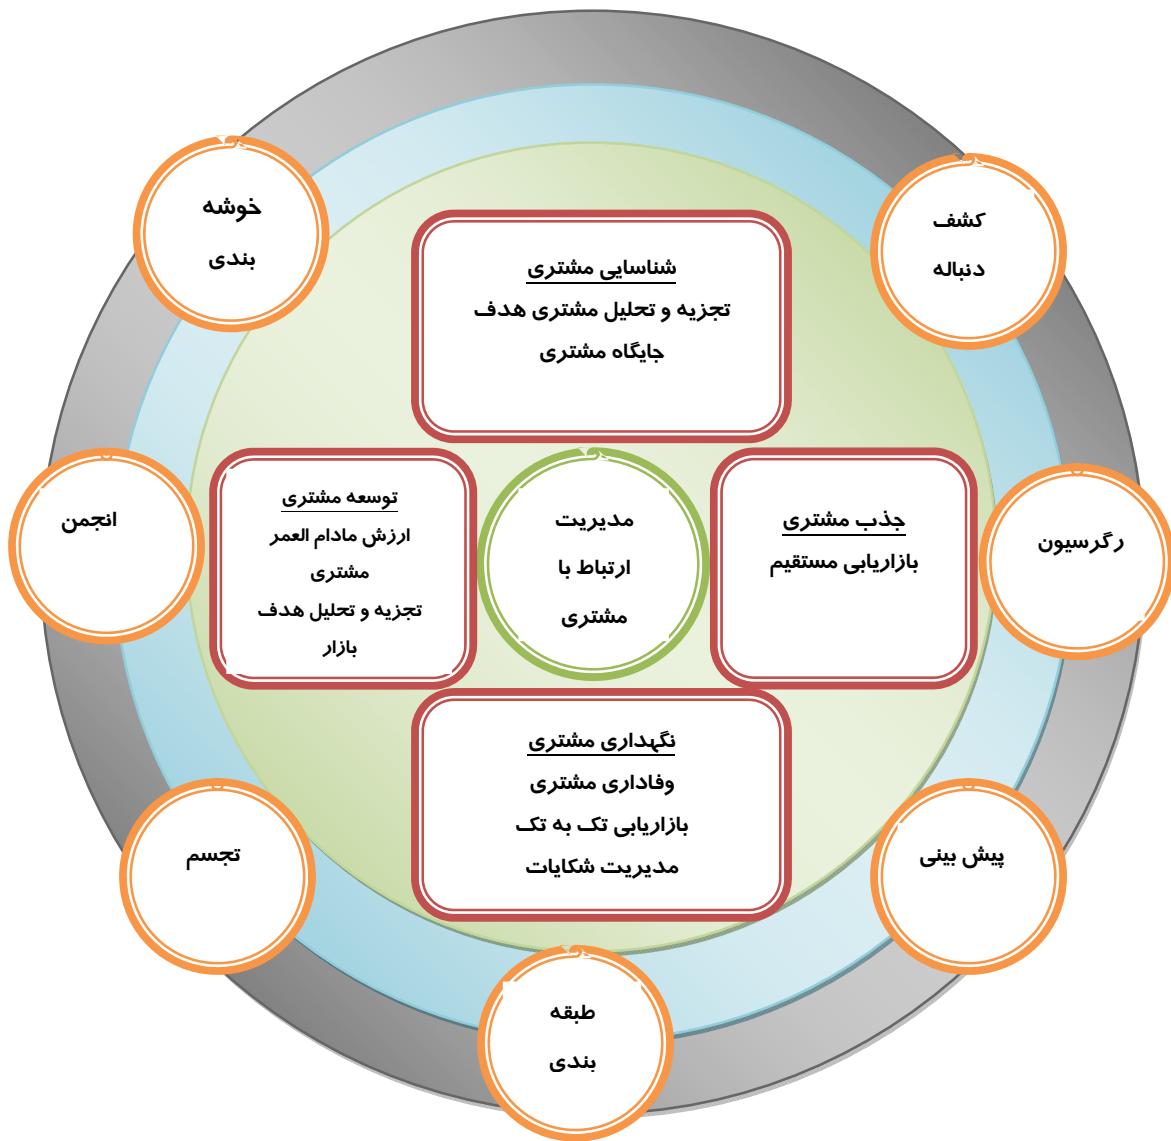 خوشه
بندی
کشف
دنباله
شناسایی مشتری
تجزیه و تحلیل مشتری هدف
جایگاه مشتری
رگرسیون
جذب مشتری
بازاریابی مستقیم
مدیریت
ارتباط با
مشتری
توسعه مشتری
ارزش مادام العمر
مشتری
تجزیه و تحلیل هدف
بازار
انجمن
نگهداری مشتری
وفاداری مشتری
بازاریابی تک به تک
مدیریت شکایات
پیش بینی
تجسم
طبقه
بندی